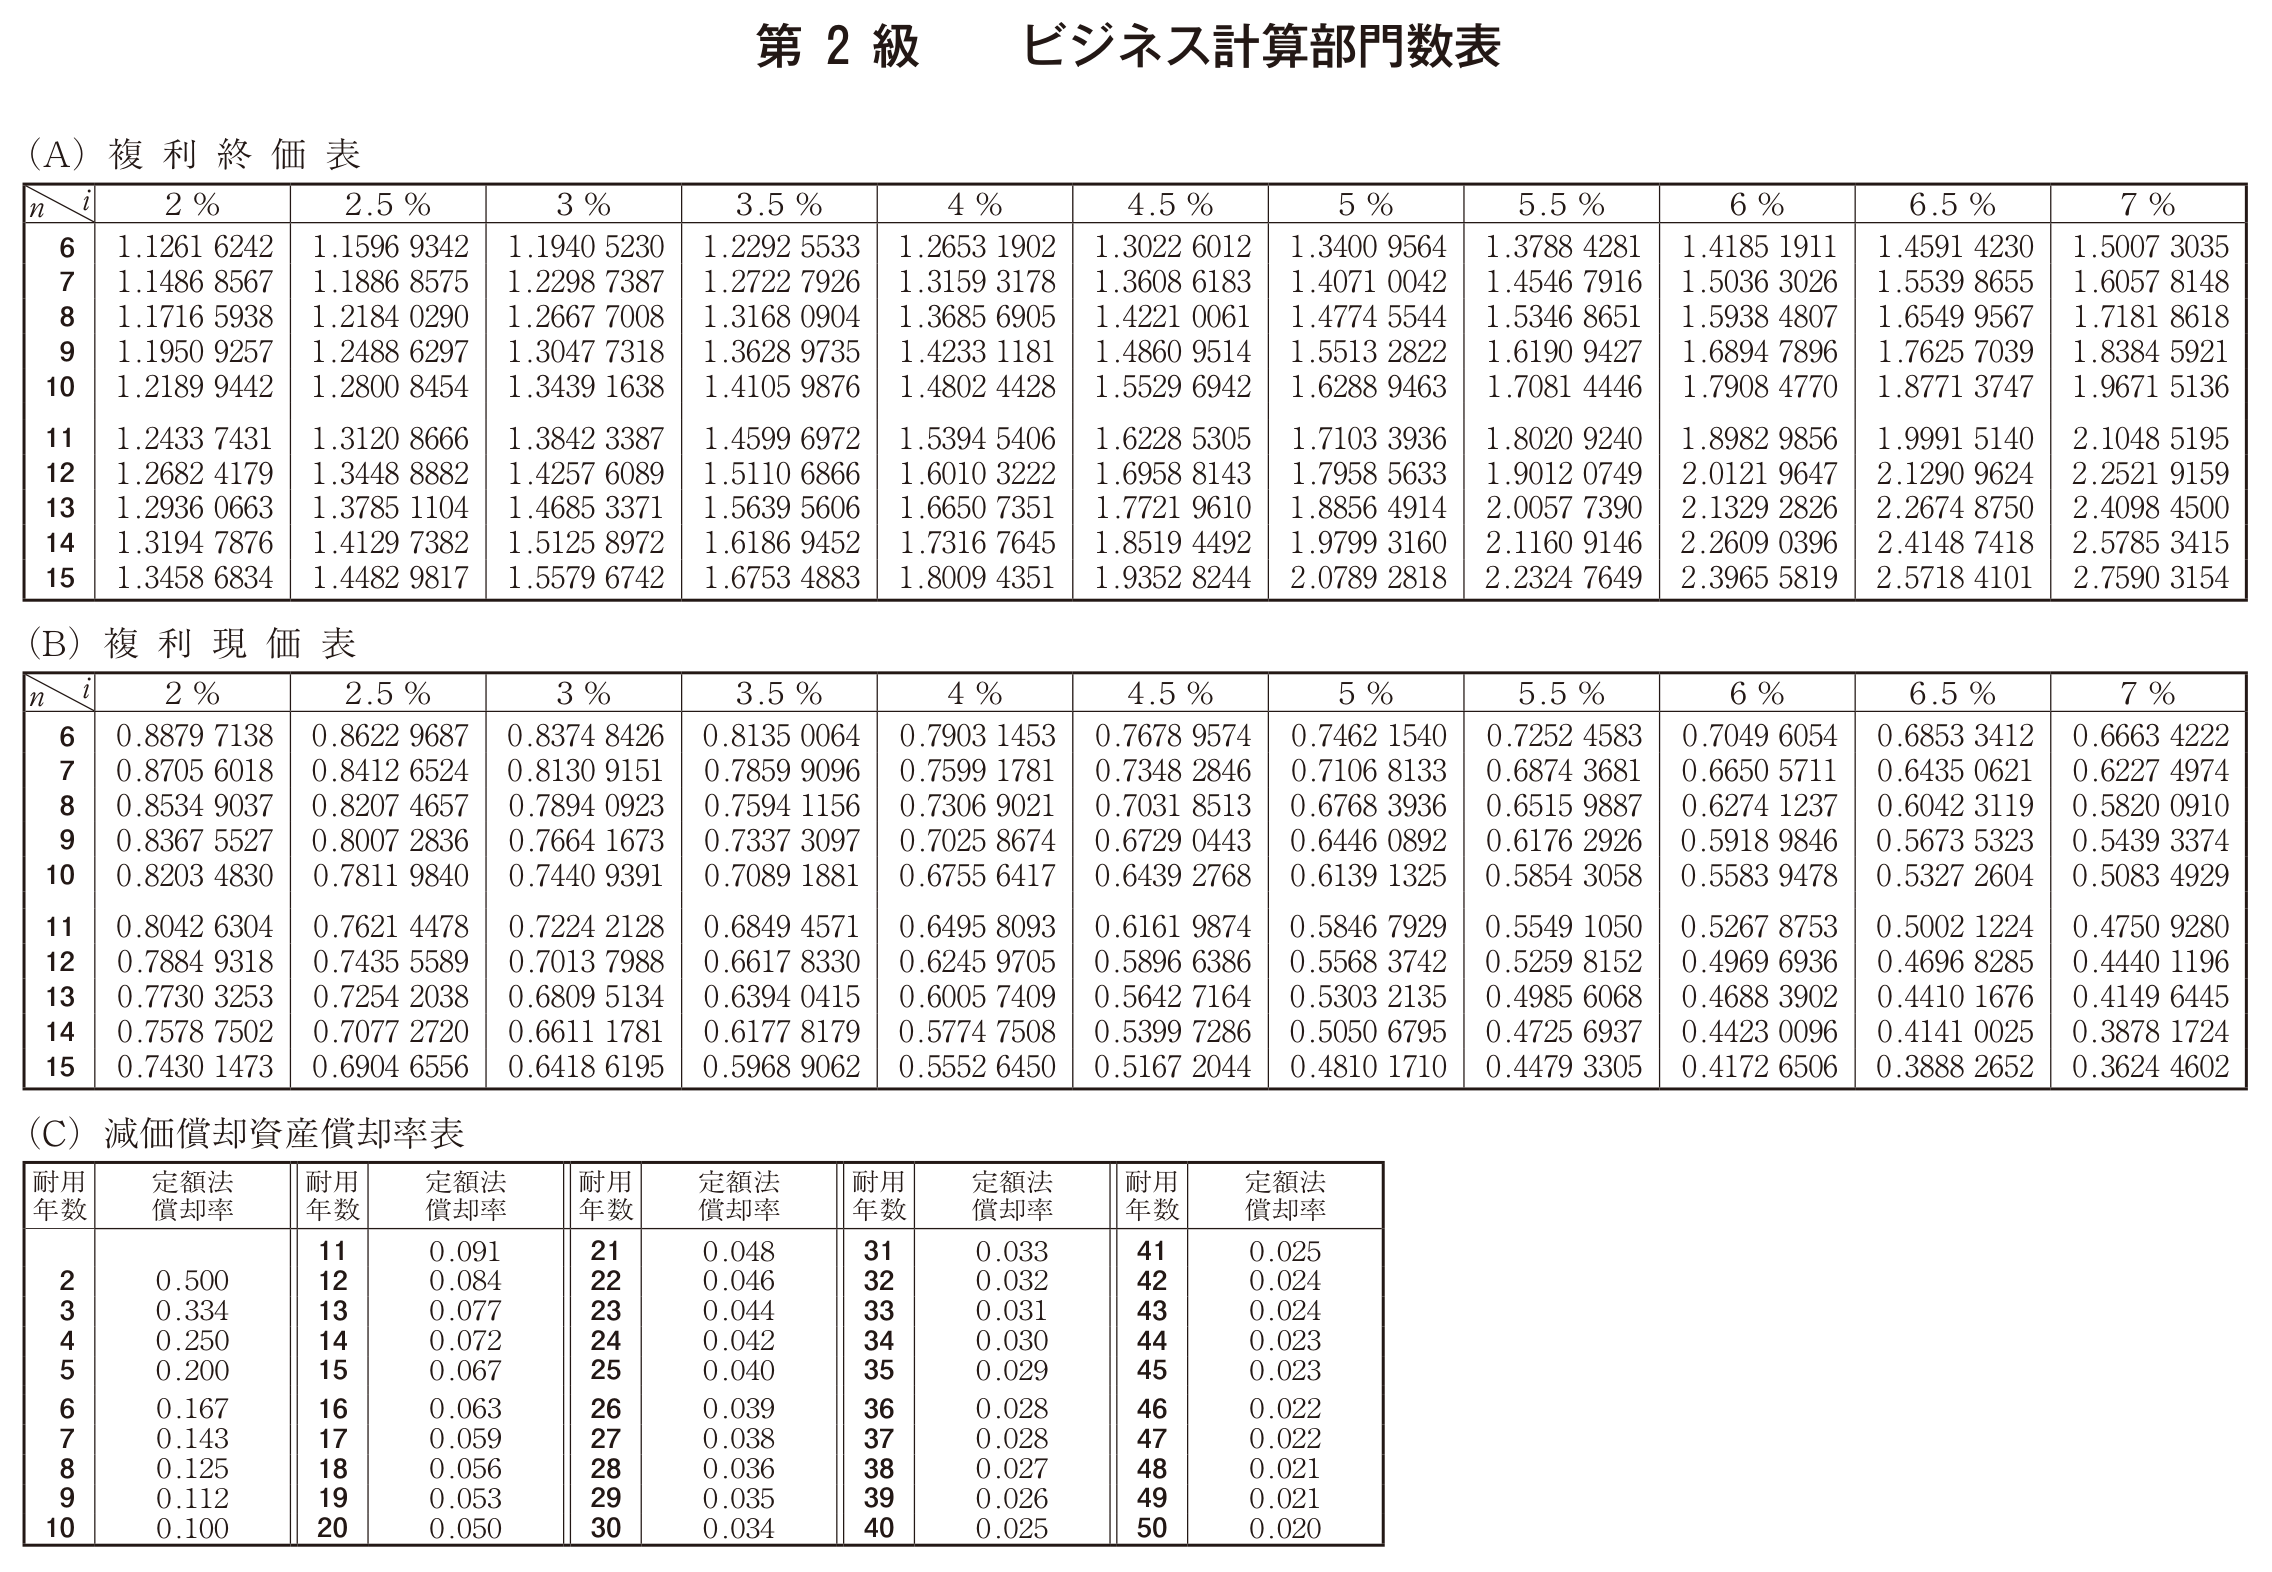 第 2 級　　ビジネス計算部門数表
（A）複 利 終 価 表
n i 2 % 2.5 % 3 % 3.5 % 4 % 4.5 % 5 % 5.5 % 6 % 6.5 % 7 %
6 1.1261 6242 1.1596 9342 1.1940 5230 1.2292 5533 1.2653 1902 1.3022 6012 1.3400 9564 1.3788 4281 1.4185 1911 1.4591 4230 1.5007 3035
7 1.1486 8567 1.1886 8575 1.2298 7387 1.2722 7926 1.3159 3178 1.3608 6183 1.4071 0042 1.4546 7916 1.5036 3026 1.5539 8655 1.6057 8148
8 1.1716 5938 1.2184 0290 1.2667 7008 1.3168 0904 1.3685 6905 1.4221 0061 1.4774 5544 1.5346 8651 1.5938 4807 1.6549 9567 1.7181 8618
9 1.1950 9257 1.2488 6297 1.3047 7318 1.3628 9735 1.4233 1181 1.4860 9514 1.5513 2822 1.6190 9427 1.6894 7896 1.7625 7039 1.8384 5921
10 1.2189 9442 1.2800 8454 1.3439 1638 1.4105 9876 1.4802 4428 1.5529 6942 1.6288 9463 1.7081 4446 1.7908 4770 1.8771 3747 1.9671 5136
11 1.2433 7431 1.3120 8666 1.3842 3387 1.4599 6972 1.5394 5406 1.6228 5305 1.7103 3936 1.8020 9240 1.8982 9856 1.9991 5140 2.1048 5195
12 1.2682 4179 1.3448 8882 1.4257 6089 1.5110 6866 1.6010 3222 1.6958 8143 1.7958 5633 1.9012 0749 2.0121 9647 2.1290 9624 2.2521 9159
13 1.2936 0663 1.3785 1104 1.4685 3371 1.5639 5606 1.6650 7351 1.7721 9610 1.8856 4914 2.0057 7390 2.1329 2826 2.2674 8750 2.4098 4500
14 1.3194 7876 1.4129 7382 1.5125 8972 1.6186 9452 1.7316 7645 1.8519 4492 1.9799 3160 2.1160 9146 2.2609 0396 2.4148 7418 2.5785 3415
15 1.3458 6834 1.4482 9817 1.5579 6742 1.6753 4883 1.8009 4351 1.9352 8244 2.0789 2818 2.2324 7649 2.3965 5819 2.5718 4101 2.7590 3154
（B）複 利 現 価 表
n i 2 % 2.5 % 3 % 3.5 % 4 % 4.5 % 5 % 5.5 % 6 % 6.5 % 7 %
6 0.8879 7138 0.8622 9687 0.8374 8426 0.8135 0064 0.7903 1453 0.7678 9574 0.7462 1540 0.7252 4583 0.7049 6054 0.6853 3412 0.6663 4222
7 0.8705 6018 0.8412 6524 0.8130 9151 0.7859 9096 0.7599 1781 0.7348 2846 0.7106 8133 0.6874 3681 0.6650 5711 0.6435 0621 0.6227 4974
8 0.8534 9037 0.8207 4657 0.7894 0923 0.7594 1156 0.7306 9021 0.7031 8513 0.6768 3936 0.6515 9887 0.6274 1237 0.6042 3119 0.5820 0910
9 0.8367 5527 0.8007 2836 0.7664 1673 0.7337 3097 0.7025 8674 0.6729 0443 0.6446 0892 0.6176 2926 0.5918 9846 0.5673 5323 0.5439 3374
10 0.8203 4830 0.7811 9840 0.7440 9391 0.7089 1881 0.6755 6417 0.6439 2768 0.6139 1325 0.5854 3058 0.5583 9478 0.5327 2604 0.5083 4929
11 0.8042 6304 0.7621 4478 0.7224 2128 0.6849 4571 0.6495 8093 0.6161 9874 0.5846 7929 0.5549 1050 0.5267 8753 0.5002 1224 0.4750 9280
12 0.7884 9318 0.7435 5589 0.7013 7988 0.6617 8330 0.6245 9705 0.5896 6386 0.5568 3742 0.5259 8152 0.4969 6936 0.4696 8285 0.4440 1196
13 0.7730 3253 0.7254 2038 0.6809 5134 0.6394 0415 0.6005 7409 0.5642 7164 0.5303 2135 0.4985 6068 0.4688 3902 0.4410 1676 0.4149 6445
14 0.7578 7502 0.7077 2720 0.6611 1781 0.6177 8179 0.5774 7508 0.5399 7286 0.5050 6795 0.4725 6937 0.4423 0096 0.4141 0025 0.3878 1724
15 0.7430 1473 0.6904 6556 0.6418 6195 0.5968 9062 0.5552 6450 0.5167 2044 0.4810 1710 0.4479 3305 0.4172 6506 0.3888 2652 0.3624 4602
（C）減価償却資産償却率表
耐用 定額法 耐用 定額法 耐用 定額法 耐用 定額法 耐用 定額法
年数 償却率 年数 償却率 年数 償却率 年数 償却率 年数 償却率
11 0.091 21 0.048 31 0.033 41 0.025
2 0.500 12 0.084 22 0.046 32 0.032 42 0.024
3 0.334 13 0.077 23 0.044 33 0.031 43 0.024
4 0.250 14 0.072 24 0.042 34 0.030 44 0.023
5 0.200 15 0.067 25 0.040 35 0.029 45 0.023
6 0.167 16 0.063 26 0.039 36 0.028 46 0.022
7 0.143 17 0.059 27 0.038 37 0.028 47 0.022
8 0.125 18 0.056 28 0.036 38 0.027 48 0.021
9 0.112 19 0.053 29 0.035 39 0.026 49 0.021
10 0.100 20 0.050 30 0.034 40 0.025 50 0.020